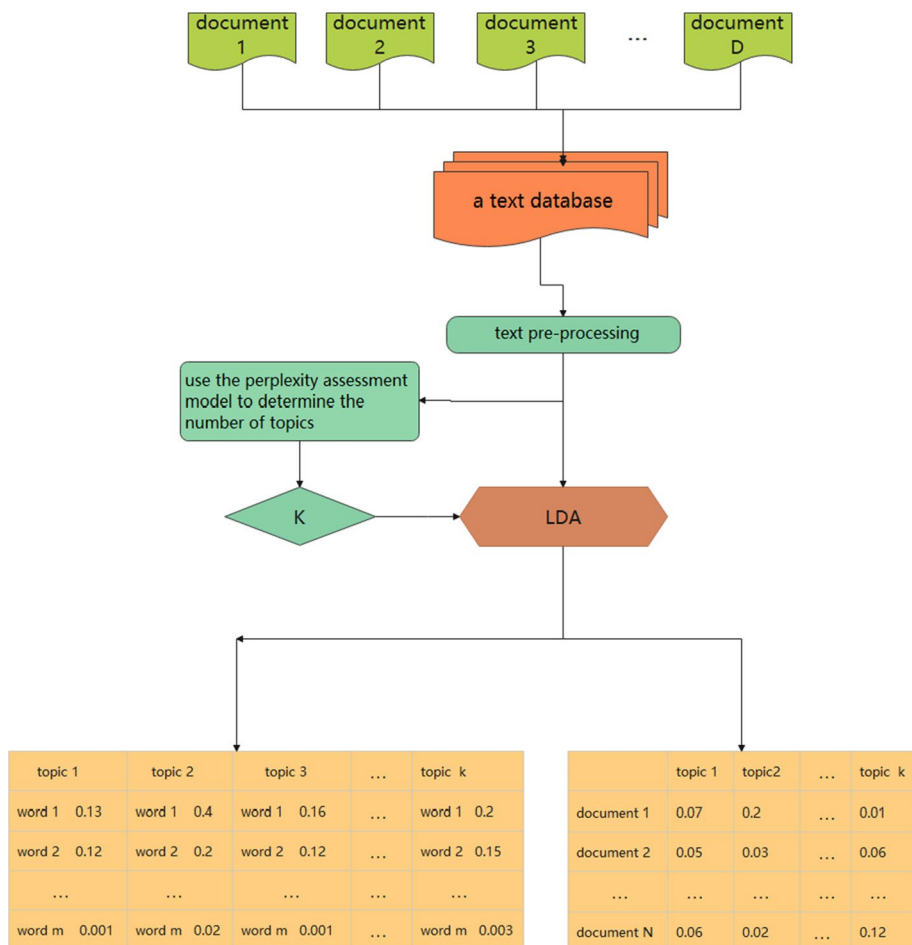 document
1
document
2
document
3
...
document
D
a text database
text pre-processing
use the perplexity assessment
model to determine the
number of topics
K
LDA
topic 1 topic 2 topic 3 ... topic k
word 1 0.13 word 1 0.4 word 1 0.16 ... word 1 0.2
word 2 0.12 word 2 0.2 word 2 0.12 ... word 2 0.15
... ... ... ...
word m 0.001 word m 0.02 word m 0.001 ... word m 0.003
topic 1 topic2 ... topic k
document 1 0.07 0.2 ... 0.01
document 2 0.05 0.03 ... 0.06
... ... ... ... ...
document N 0.06 0.02 ... 0.12